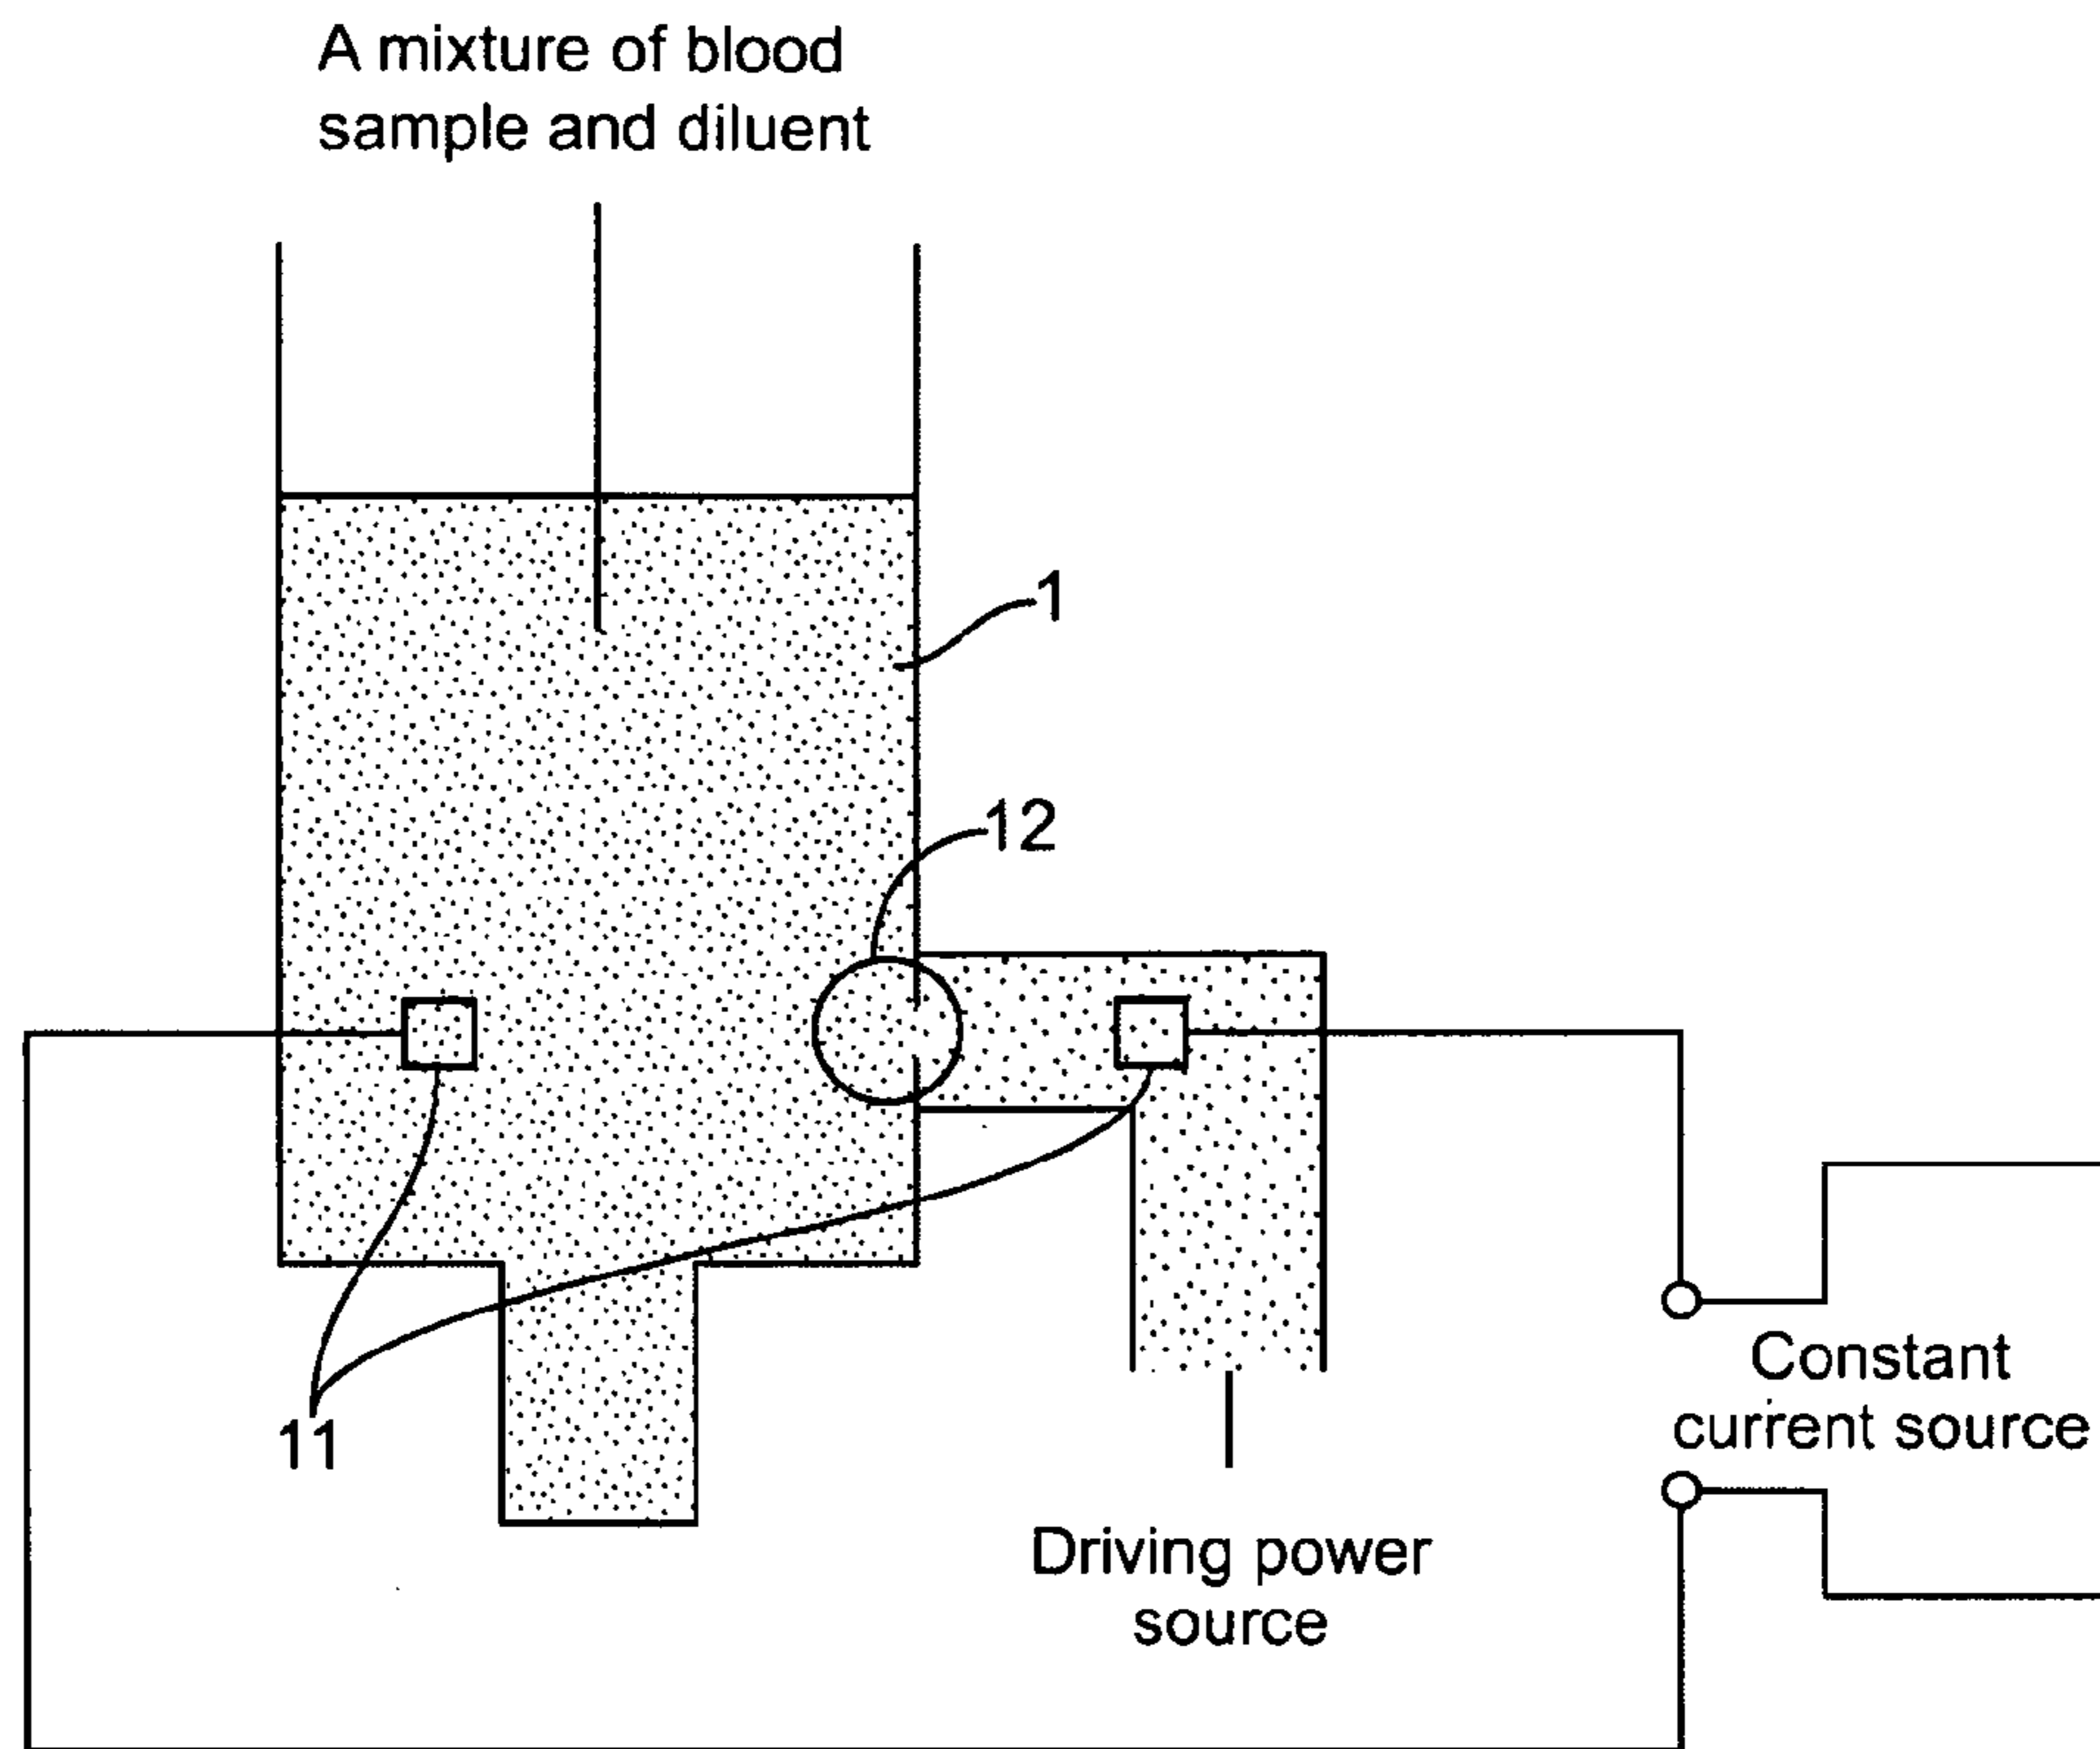 A mixture of blood
sample and diluent
1
12
11
Constant
current source
Driving power
source